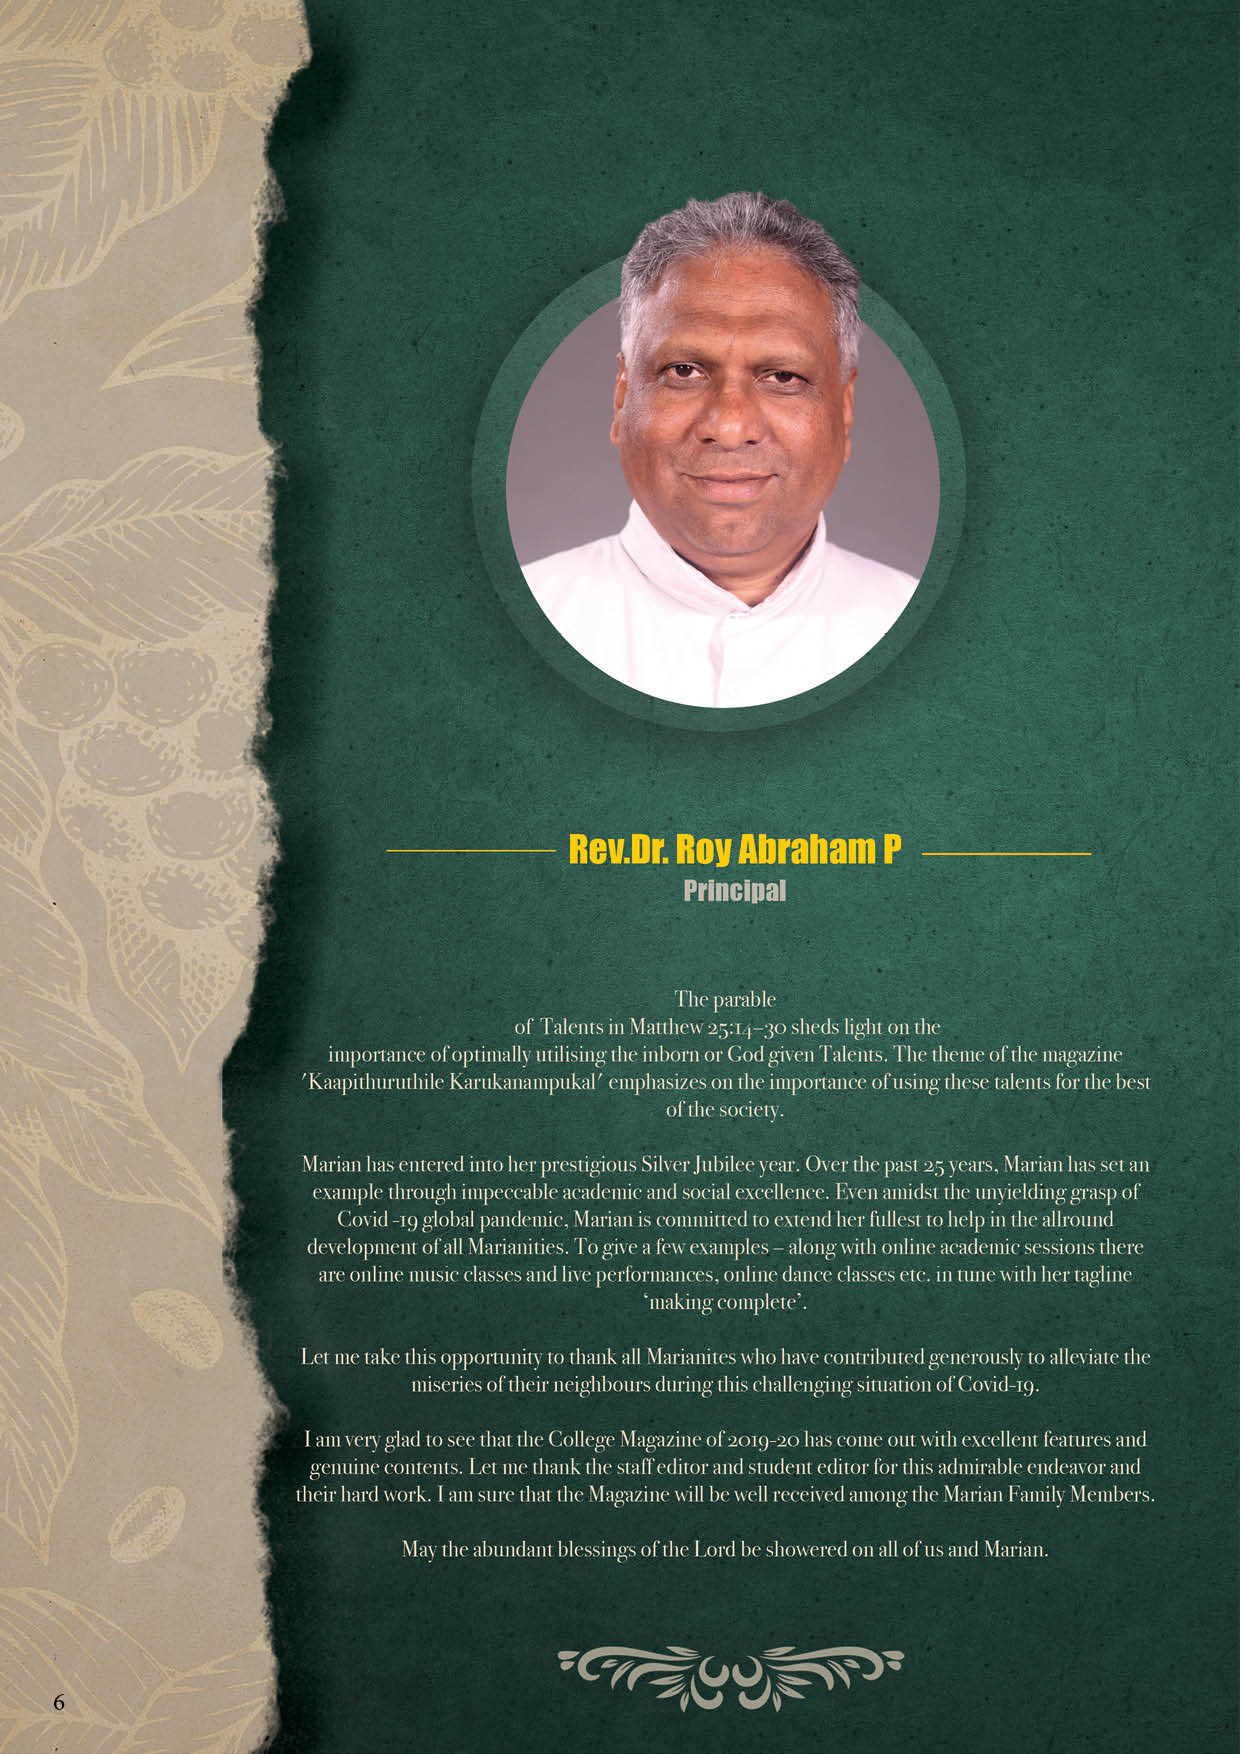 Rev.Dr. Roy Abraham P
Principal
The parable
of Talents in Matthew 25:14–30 sheds light on the
importance of optimally utilising the inborn or God given Talents. The theme of the magazine
'Kaapithuruthile Karukanampukal' emphasizes on the importance of using these talents for the best
of the society.
Marian has entered into her prestigious Silver Jubilee year. Over the past 25 years, Marian has set an
example through impeccable academic and social excellence. Even amidst the unyielding grasp of
Covid -19 global pandemic, Marian is committed to extend her fullest to help in the allround
development of all Marianities. To give a few examples – along with online academic sessions there
are online music classes and live performances, online dance classes etc. in tune with her tagline
‘making complete’.
Let me take this opportunity to thank all Marianites who have contributed generously to alleviate the
miseries of their neighbours during this challenging situation of Covid-19.
I am very glad to see that the College Magazine of 2019-20 has come out with excellent features and
genuine contents. Let me thank the staff editor and student editor for this admirable endeavor and
their hard work. I am sure that the Magazine will be well received among the Marian Family Members.
May the abundant blessings of the Lord be showered on all of us and Marian.
6